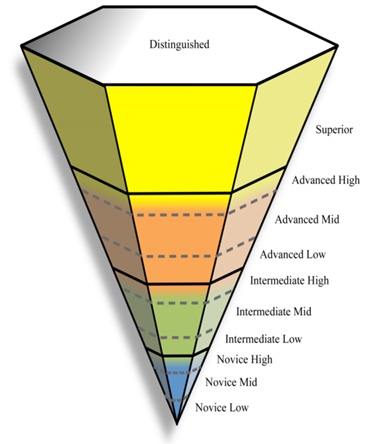 Distinguished
Superior
Advanced High
Advanced Mid
Advanced Low
Intermediate High
Intermediate Mid
Intermediate Low
Novice High
Novice Mid
Novice Low